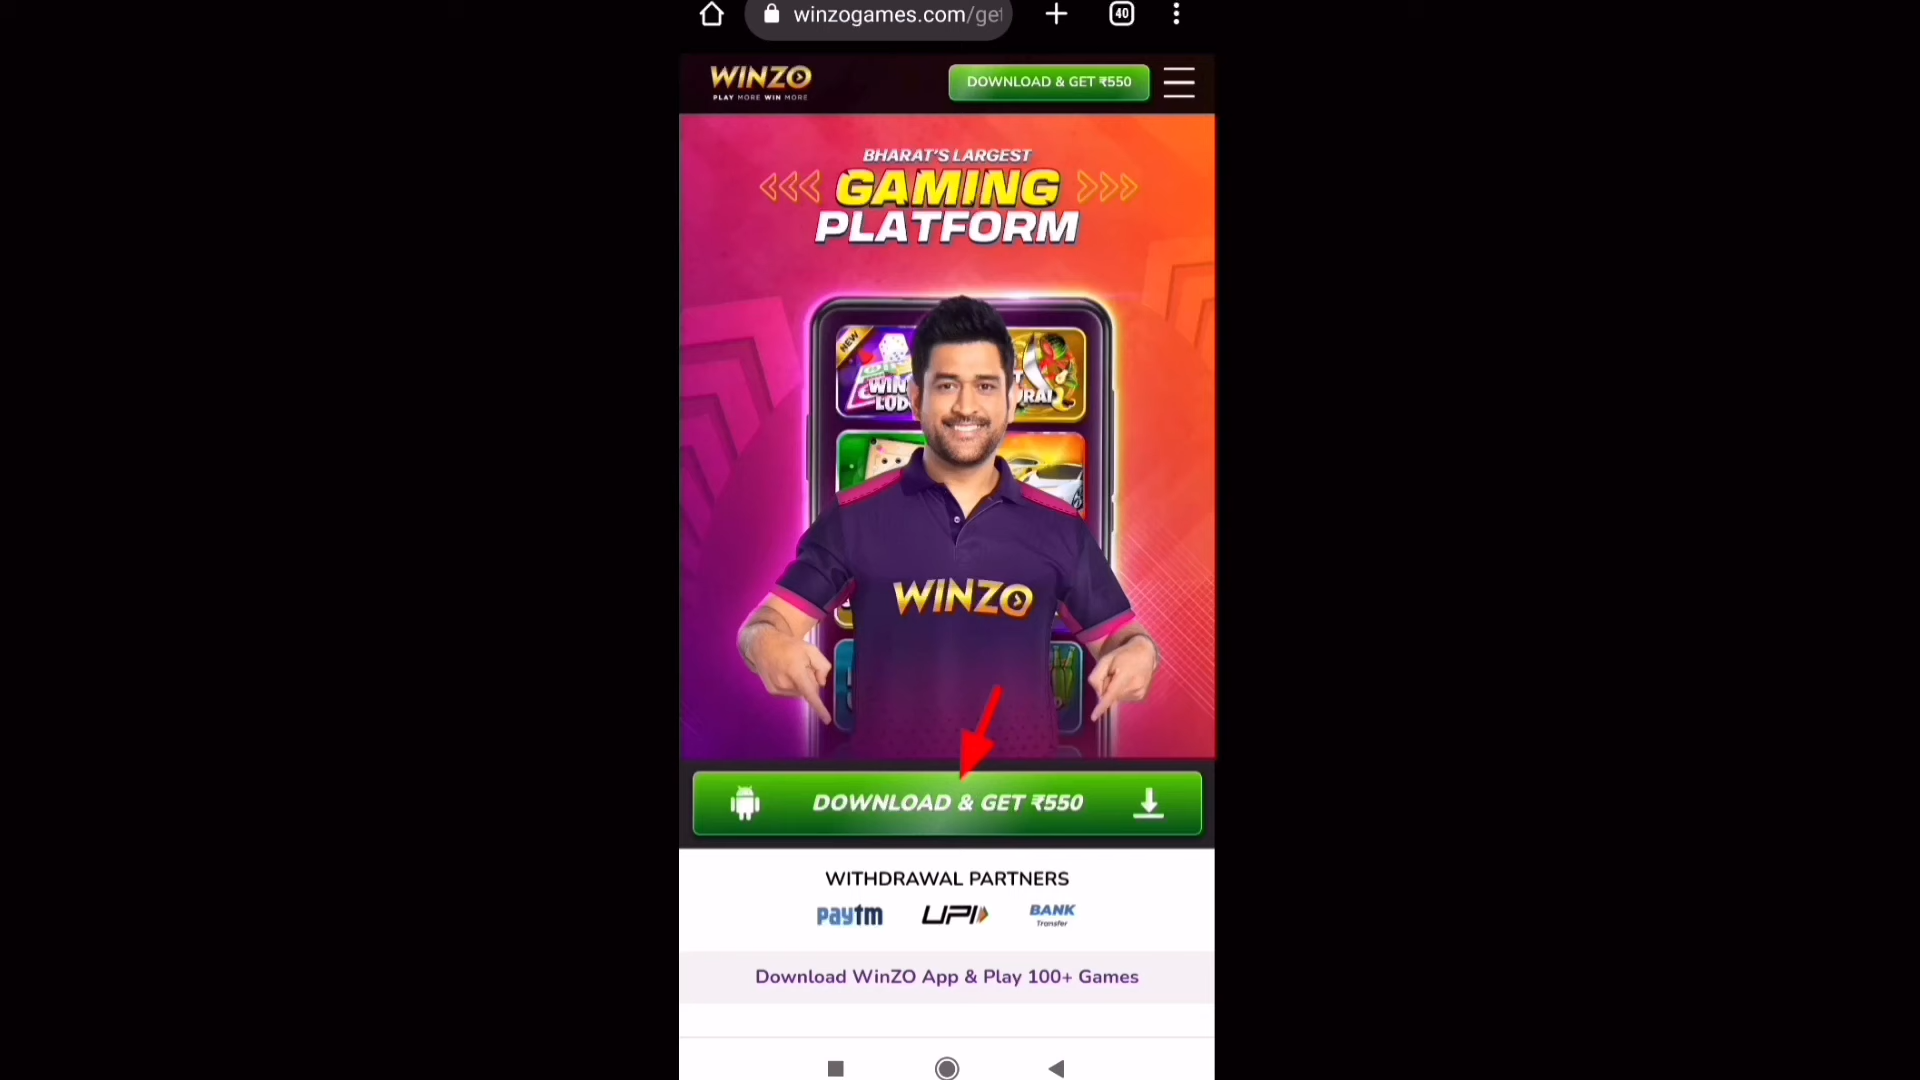 winzogames.com/get
40
WINZO
PLAY MORE WIN MORE
DOWNLOAD & GET ₹550
BHARAT'S LARGEST
GAMING
PLATFORM
NEW
WINZO
DOWNLOAD & GET ₹550
WITHDRAWAL PARTNERS
paytm
UPI
BANK
Transfer
Download WinZO App & Play 100+ Games